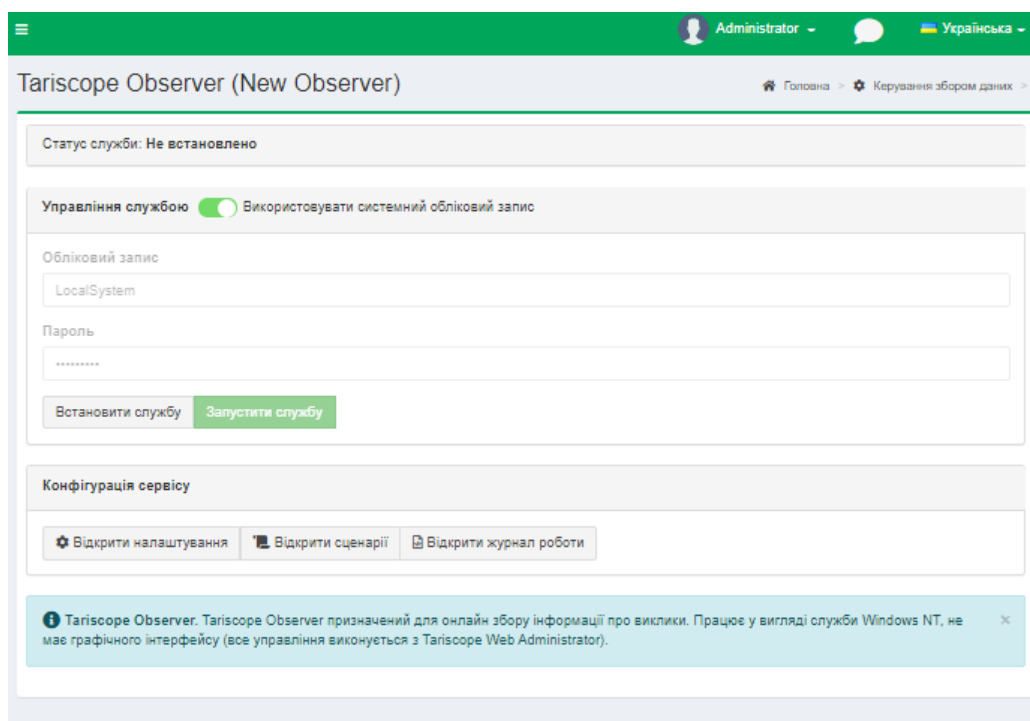 Administrator
Українська
Tariscope Observer (New Observer)
Головна > Керування збором даних >
Статус служби: Не встановлено
Управління службою Використовувати системний обліковий запис
Обліковий запис
LocalSystem
Пароль
•••••••••
Встановити службу Запустити службу
Конфігурація сервісу
Відкрити налаштування Відкрити сценарії Відкрити журнал роботи
Tariscope Observer. Tariscope Observer призначений для онлайн збору інформації про виклики. Працює у вигляді служби Windows NT, не
має графічного інтерфейсу (все управління виконується з Tariscope Web Administrator).